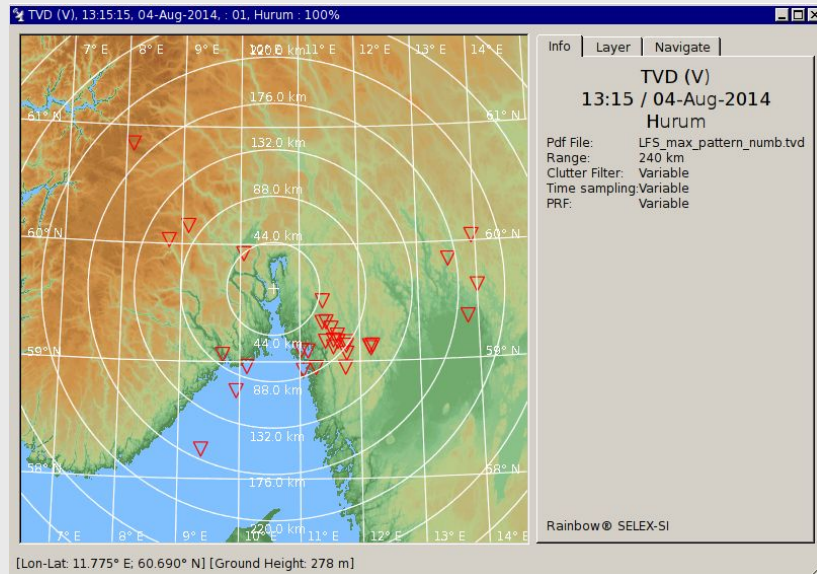 TVD (V), 13:15:15, 04-Aug-2014, : 01, Hurum : 100%
Info Layer Navigate
7° E 8° E 9° E 10° E 11° E 12° E 13° E 14° E
220.0 km
176.0 km
61° N 132.0 km 61° N
88.0 km
60° N 44.0 km 60° N
59° N 44.0 km 59° N
88.0 km
132.0 km
58° N 176.0 km 58° N
220.0 km
7° E 8° E 9° E 10° E 11° E 12° E 13° E 14° E
TVD (V)
13:15 / 04-Aug-2014
Hurum
Pdf File: LFS_max_pattern_numb.tvd
Range: 240 km
Clutter Filter: Variable
Time sampling:Variable
PRF: Variable
Rainbow® SELEX-SI
[Lon-Lat: 11.775° E; 60.690° N] [Ground Height: 278 m]